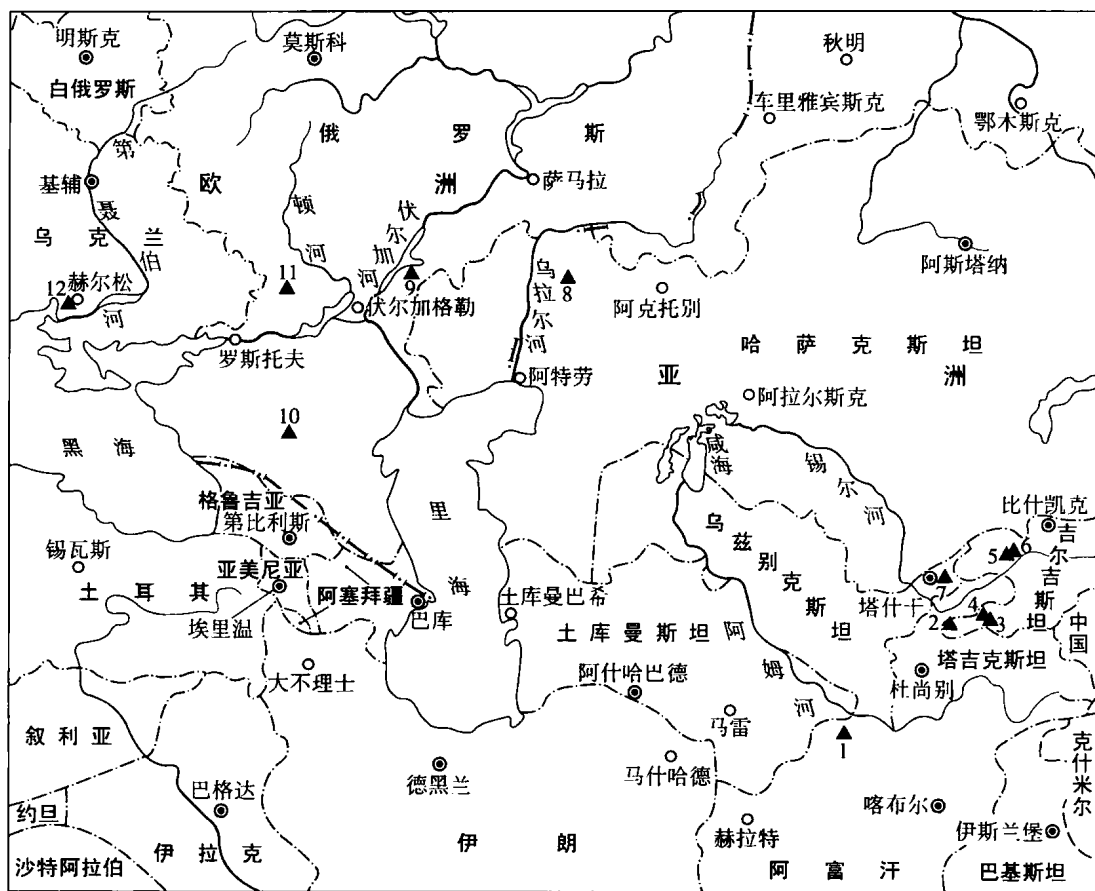 明斯克
莫斯科
秋明
白俄罗斯
车里雅宾斯克
鄂木斯克
俄罗斯
第聂伯河
基辅
欧洲
萨马拉
顿河
伏尔加河
乌克兰
阿斯塔纳
11
9
乌拉尔河
8
赫尔松
12
伏尔加格勒
阿克托别
罗斯托夫
哈萨克斯坦
阿特劳
亚洲
阿拉尔斯克
10
黑海
咸海
锡尔河
里海
格鲁吉亚
第比利斯
乌兹别克斯坦
比什凯克
吉尔吉斯坦
5
6
锡瓦斯
亚美尼亚
7
塔什干
土耳其
阿塞拜疆
巴库
土库曼巴希
4
2
3
中国
埃里温
土库曼斯坦
阿姆河
塔吉克斯坦
大不埋士
阿什哈巴德
杜尚别
马雷
叙利亚
1
克什米尔
德黑兰
马什哈德
巴格达
约旦
喀布尔
赫拉特
伊斯兰堡
沙特阿拉伯
伊拉克
伊朗
阿富汗
巴基斯坦